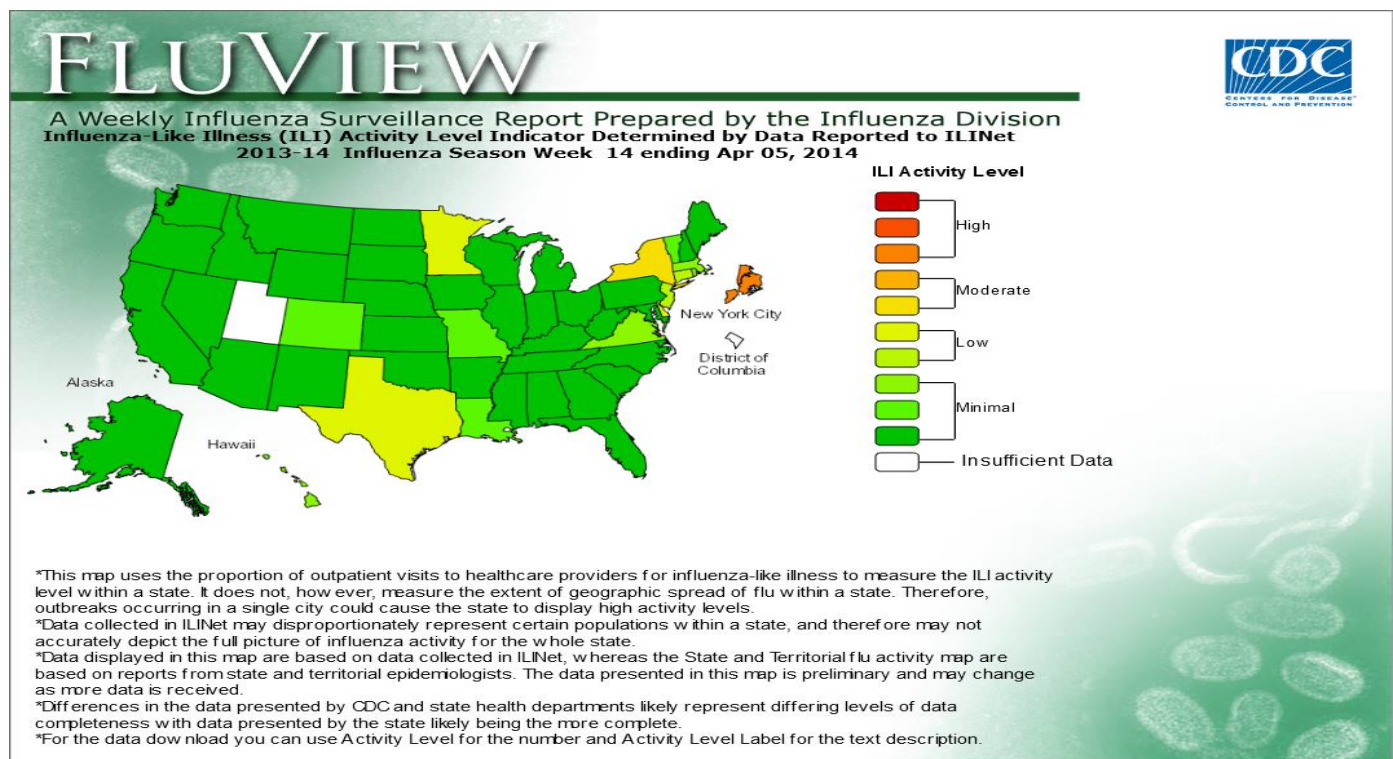 FLUVIEW
CDC
CENTERS FOR DISEASE
CONTROL AND PREVENTION
A Weekly Influenza Surveillance Report Prepared by the Influenza Division
Influenza-Like Illness (ILI) Activity Level Indicator Determined by Data Reported to ILINet
2013-14 Influenza Season Week 14 ending Apr 05, 2014
ILI Activity Level
High
Moderate
Low
Minimal
Insufficient Data
New York City
District of
Columbia
Alaska
Hawaii
*This map uses the proportion of outpatient visits to healthcare providers for influenza-like illness to measure the ILI activity
level within a state. It does not, however, measure the extent of geographic spread of flu within a state. Therefore,
outbreaks occurring in a single city could cause the state to display high activity levels.
*Data collected in ILINet may disproportionately represent certain populations within a state, and therefore may not
accurately depict the full picture of influenza activity for the whole state.
*Data displayed in this map are based on data collected in ILINet, whereas the State and Territorial flu activity map are
based on reports from state and territorial epidemiologists. The data presented in this map is preliminary and may change
as more data is received.
*Differences in the data presented by CDC and state health departments likely represent differing levels of data
completeness with data presented by the state likely being the more complete.
*For the data download you can use Activity Level for the number and Activity Level Label for the text description.